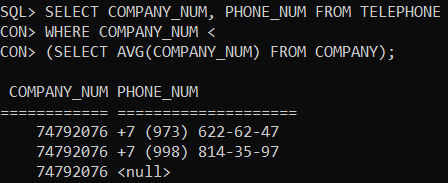 SQL> SELECT COMPANY_NUM, PHONE_NUM FROM TELEPHONE
CON> WHERE COMPANY_NUM <
CON> (SELECT AVG(COMPANY_NUM) FROM COMPANY);
COMPANY_NUM PHONE_NUM
============ ====================
74792076 +7 (973) 622-62-47
74792076 +7 (998) 814-35-97
74792076 <null>